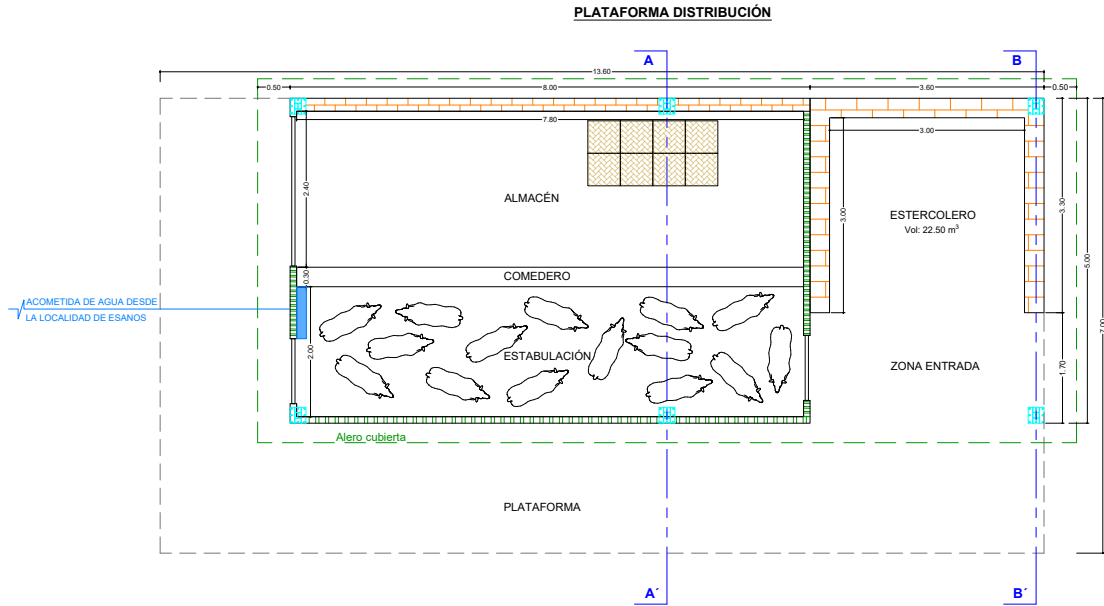 PLATAFORMA DISTRIBUCIÓN
A
B
13.60
0.50
8.00
3.60
0.50
7.80
3.00
2.40
ALMACÉN
3.00
ESTERCOLERO
Vol: 22.50 m³
3.30
5.00
COMEDERO
0.30
ACOMETIDA DE AGUA DESDE
LA LOCALIDAD DE ESANOS
7.00
2.00
ESTABULACIÓN
ZONA ENTRADA
1.70
Alero cubierta
PLATAFORMA
A´
B´